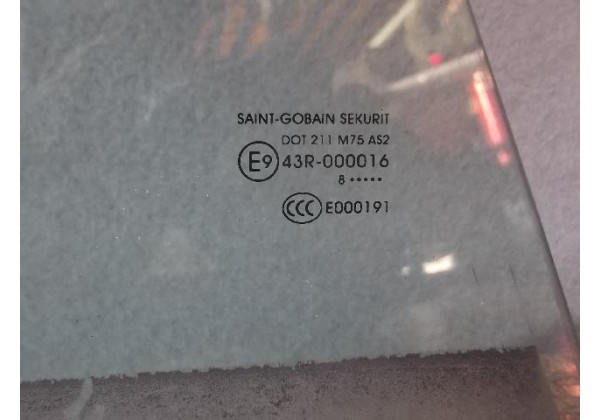 SAINT-GOBAIN SEKURIT
DOT 211 M75 AS2
E9 43R-000016
8 •••••
CCC E000191